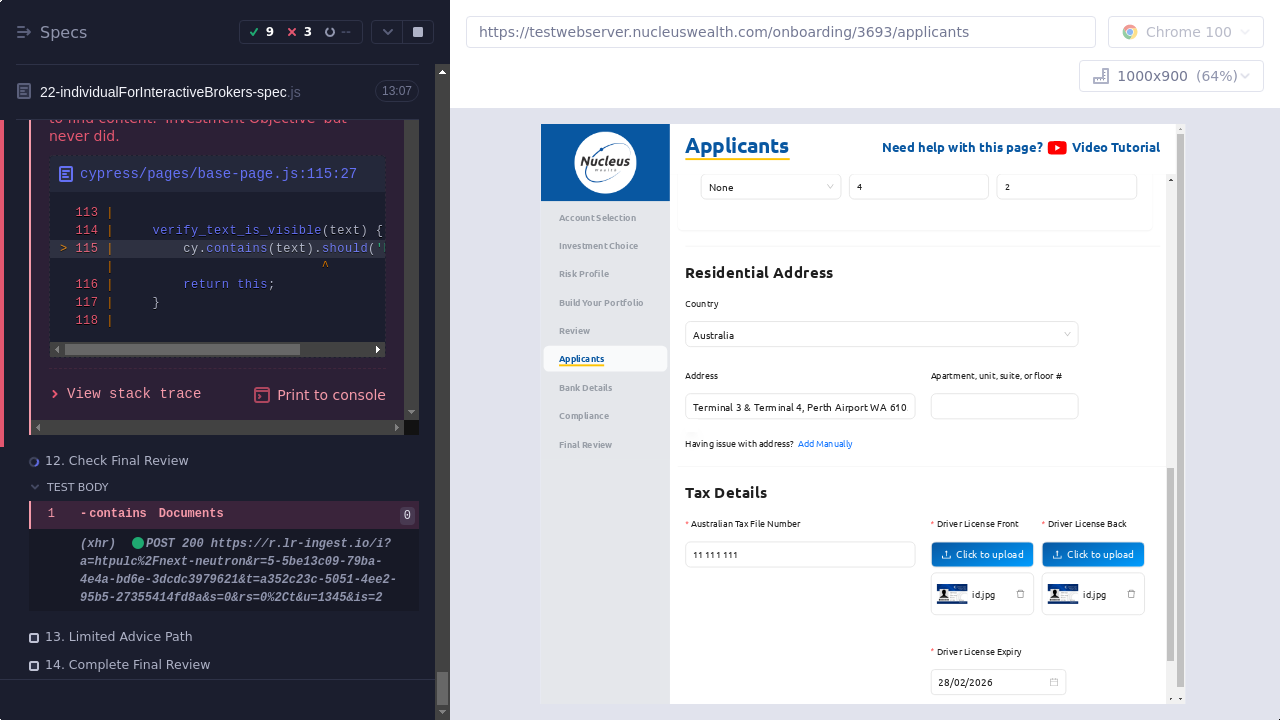 Specs
9
3
--
22-individualForInteractiveBrokers-spec.js
13:07
to find content: 'Investment Objective' but
never did.
cypress/pages/base-page.js:115:27
113 |
114 |     verify_text_is_visible(text) {
> 115 |         cy.contains(text).should('
|                           ^
116 |         return this;
117 |     }
118 |
View stack trace
Print to console
12. Check Final Review
TEST BODY
1 -contains Documents 0
(xhr) POST 200 https://r.lr-ingest.io/i?
a=htpulc%2Fnext-neutron&r=5-5be13c09-79ba-
4e4a-bd6e-3dcdc3979621&t=a352c23c-5051-4ee2-
95b5-27355414fd8a&s=0&rs=0%2Ct&u=1345&is=2
13. Limited Advice Path
14. Complete Final Review
https://testwebserver.nucleuswealth.com/onboarding/3693/applicants
Chrome 100
1000x900 (64%)
Nucleus
Wealth
Account Selection
Investment Choice
Risk Profile
Build Your Portfolio
Review
Applicants
Bank Details
Compliance
Final Review
Applicants
Need help with this page? Video Tutorial
None
4
2
Residential Address
Country
Australia
Address
Apartment, unit, suite, or floor #
Terminal 3 & Terminal 4, Perth Airport WA 610
Having issue with address? Add Manually
Tax Details
* Australian Tax File Number
* Driver License Front
* Driver License Back
11 111 111
Click to upload
Click to upload
id.jpg
id.jpg
* Driver License Expiry
28/02/2026